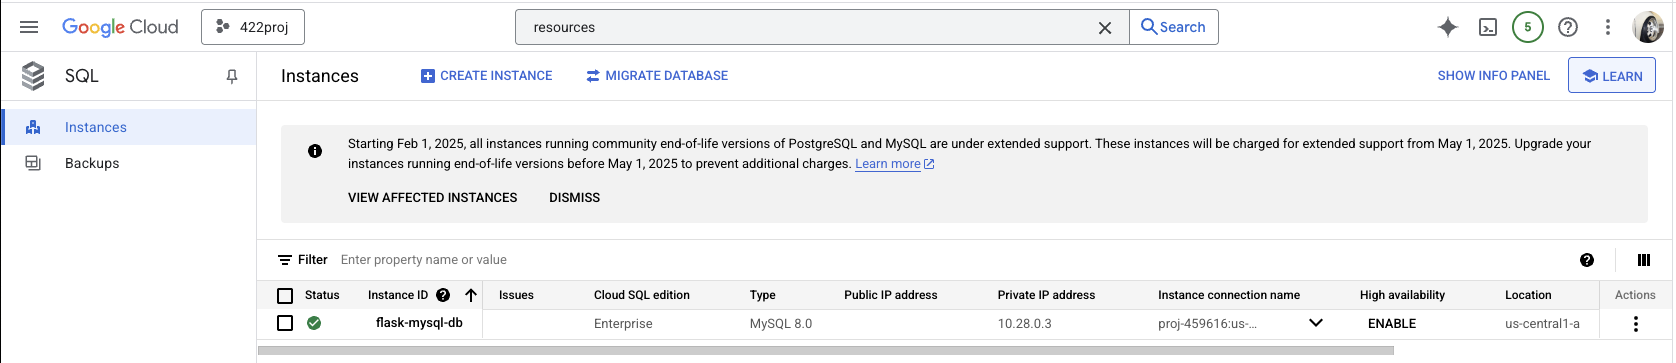 Google Cloud
422proj
resources
Search
5
SQL
Instances
CREATE INSTANCE
MIGRATE DATABASE
SHOW INFO PANEL
LEARN
Instances
Backups
Starting Feb 1, 2025, all instances running community end-of-life versions of PostgreSQL and MySQL are under extended support. These instances will be charged for extended support from May 1, 2025. Upgrade your
instances running end-of-life versions before May 1, 2025 to prevent additional charges. Learn more
VIEW AFFECTED INSTANCES
DISMISS
Filter Enter property name or value
Status Instance ID Issues Cloud SQL edition Type Public IP address Private IP address Instance connection name High availability Location Actions
flask-mysql-db Enterprise MySQL 8.0 10.28.0.3 proj-459616:us-... ENABLE us-central1-a